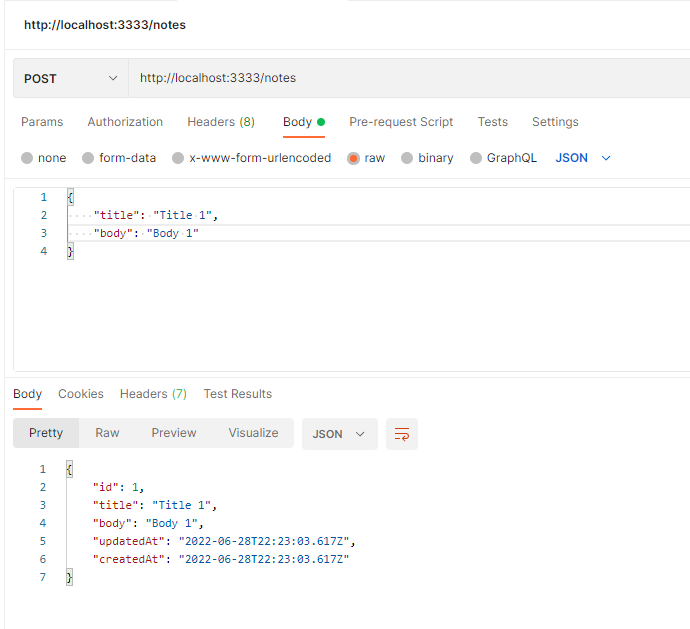 http://localhost:3333/notes
POST http://localhost:3333/notes
Params Authorization Headers (8) Body Pre-request Script Tests Settings
none form-data x-www-form-urlencoded raw binary GraphQL JSON
1 {
2 ····"title":·"Title·1",
3 ····"body":·"Body·1"
4 }
Body Cookies Headers (7) Test Results
Pretty Raw Preview Visualize JSON
1 {
2 "id": 1,
3 "title": "Title 1",
4 "body": "Body 1",
5 "updatedAt": "2022-06-28T22:23:03.617Z",
6 "createdAt": "2022-06-28T22:23:03.617Z"
7 }